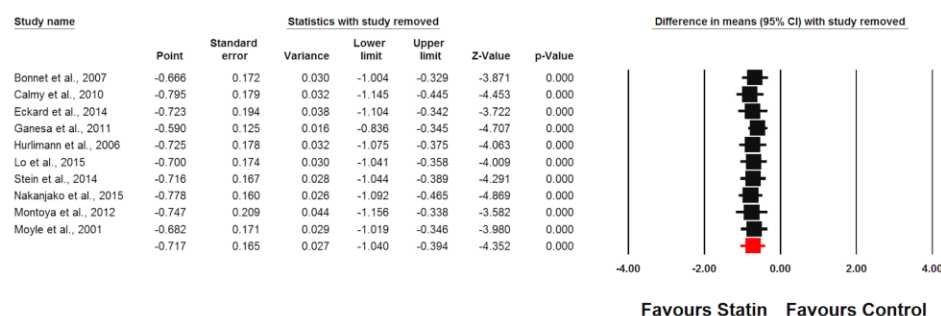 Study name Statistics with study removed Difference in means (95% CI) with study removed
Standard Lower Upper
Point error Variance limit limit Z-Value p-Value
Bonnet et al., 2007 -0.666 0.172 0.030 -1.004 -0.329 -3.871 0.000
Calmy et al., 2010 -0.795 0.179 0.032 -1.145 -0.445 -4.453 0.000
Eckard et al., 2014 -0.723 0.194 0.038 -1.104 -0.342 -3.722 0.000
Ganesa et al., 2011 -0.590 0.125 0.016 -0.836 -0.345 -4.707 0.000
Hurlimann et al., 2006 -0.725 0.178 0.032 -1.075 -0.375 -4.063 0.000
Lo et al., 2015 -0.700 0.174 0.030 -1.041 -0.358 -4.009 0.000
Stein et al., 2014 -0.716 0.167 0.028 -1.044 -0.389 -4.291 0.000
Nakanjako et al., 2015 -0.778 0.160 0.026 -1.092 -0.465 -4.869 0.000
Montoya et al., 2012 -0.747 0.209 0.044 -1.156 -0.338 -3.582 0.000
Moyle et al., 2001 -0.682 0.171 0.029 -1.019 -0.346 -3.980 0.000
-0.717 0.165 0.027 -1.040 -0.394 -4.352 0.000
-4.00 -2.00 0.00 2.00 4.00
Favours Statin Favours Control